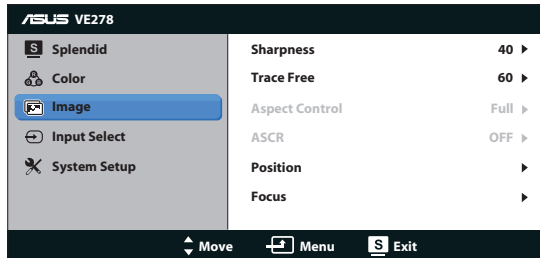 ASUS VE278
S Splendid
Color
Image
Input Select
System Setup
Sharpness 40
Trace Free 60
Aspect Control Full
ASCR OFF
Position
Focus
Move Menu S Exit